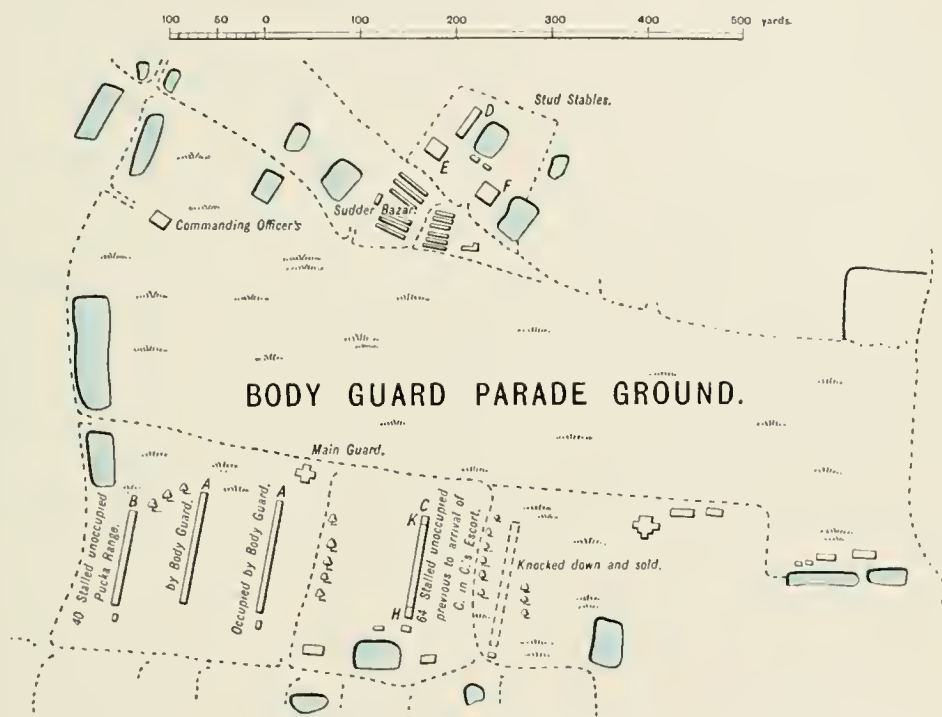 100 50 0 100 200 300 400 500 yards.
Stud Stables.
D
E
F
Sudder Bazar.
Commanding Officer's
BODY GUARD PARADE GROUND.
Main Guard.
B
40 Stalled unoccupied
Pucka Range.
A
by Body Guard.
A
Occupied by Body Guard.
C
K
H
64 Stalled unoccupied
previous to arrival of
C. in C.'s Escort.
Knocked down and sold.